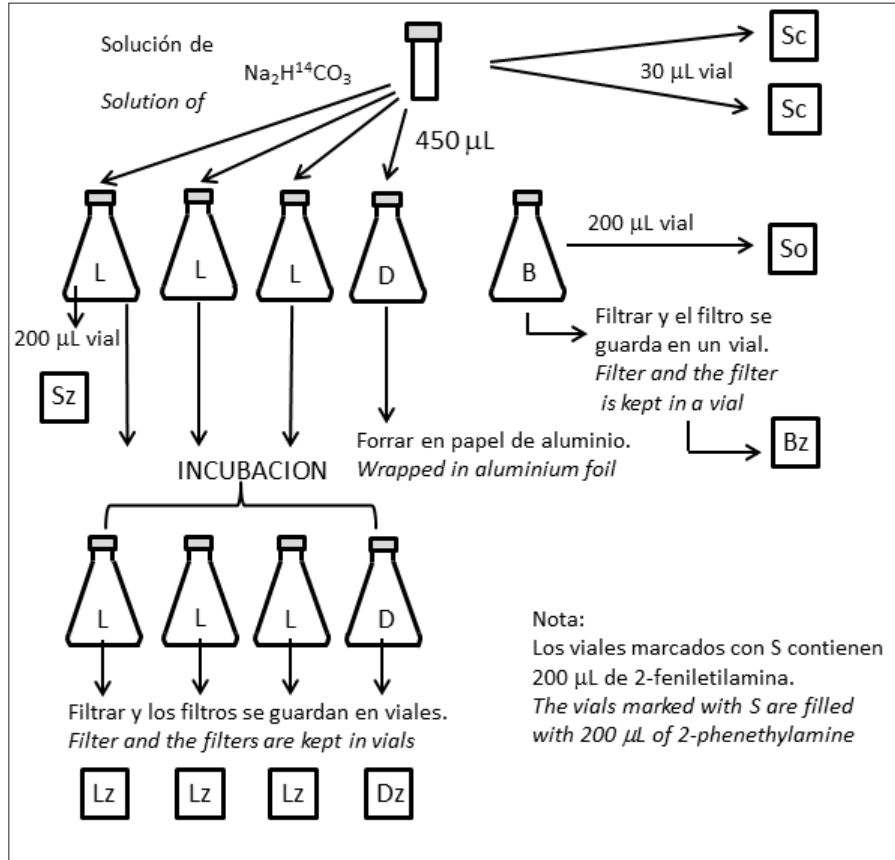 Solución de
Na₂H¹⁴CO₃
Solution of
Sc
30 µL vial
Sc
450 µL
L
L
L
D
B
200 µL vial
So
200 µL vial
Sz
Filtrar y el filtro se
guarda en un vial.
Filter and the filter
is kept in a vial
Bz
Forrar en papel de aluminio.
Wrapped in aluminium foil
INCUBACION
L
L
L
D
Filtrar y los filtros se guardan en viales.
Filter and the filters are kept in vials
Lz
Lz
Lz
Dz
Nota:
Los viales marcados con S contienen
200 µL de 2-feniletilamina.
The vials marked with S are filled
with 200 µL of 2-phenethylamine